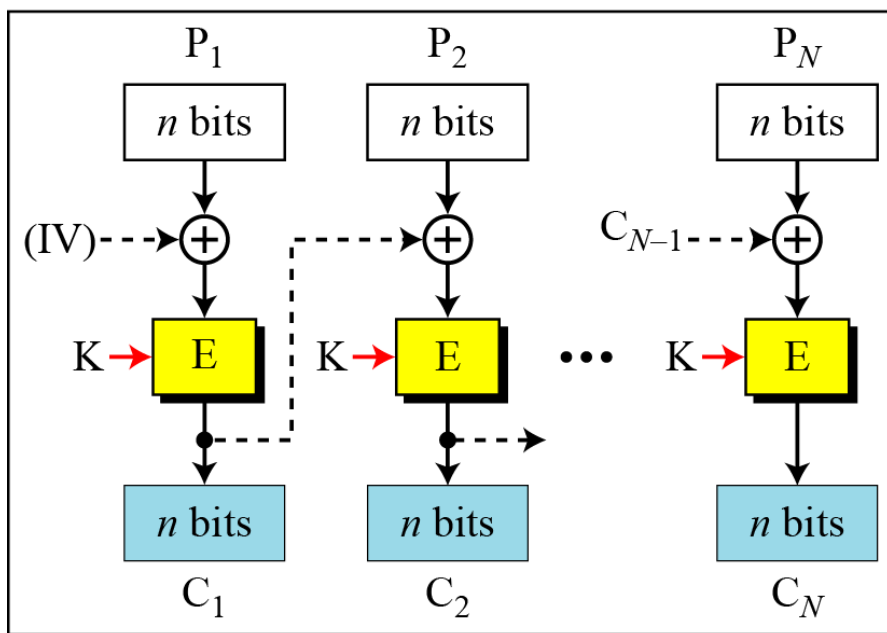 P1 P2 PN
n bits n bits n bits
(IV) CN–1
K E K E ••• K E
n bits n bits n bits
C1 C2 CN